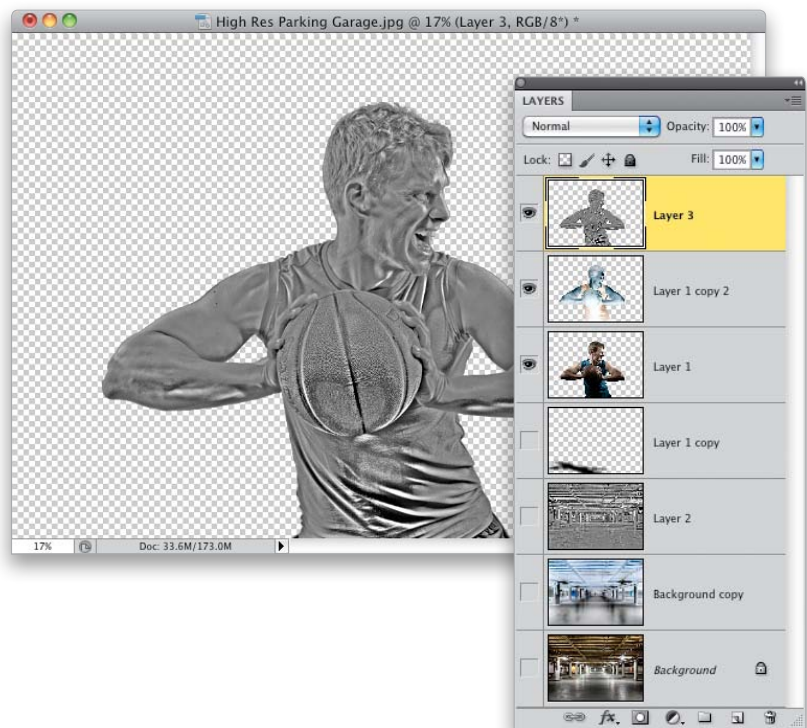 High Res Parking Garage.jpg @ 17% (Layer 3, RGB/8*) *
LAYERS
Normal
Opacity: 100%
Lock:
Fill: 100%
Layer 3
Layer 1 copy 2
Layer 1
Layer 1 copy
Layer 2
Background copy
Background
17%
Doc: 33.6M/173.0M
fx.